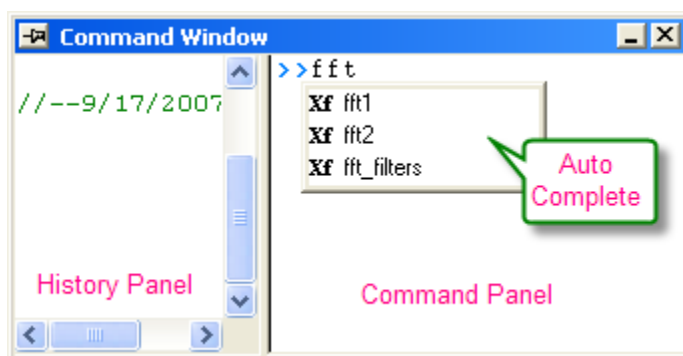 Command Window
//--9/17/2007
History Panel
>>fft
Xf fft1
Xf fft2
Xf fft_filters
Auto
Complete
Command Panel